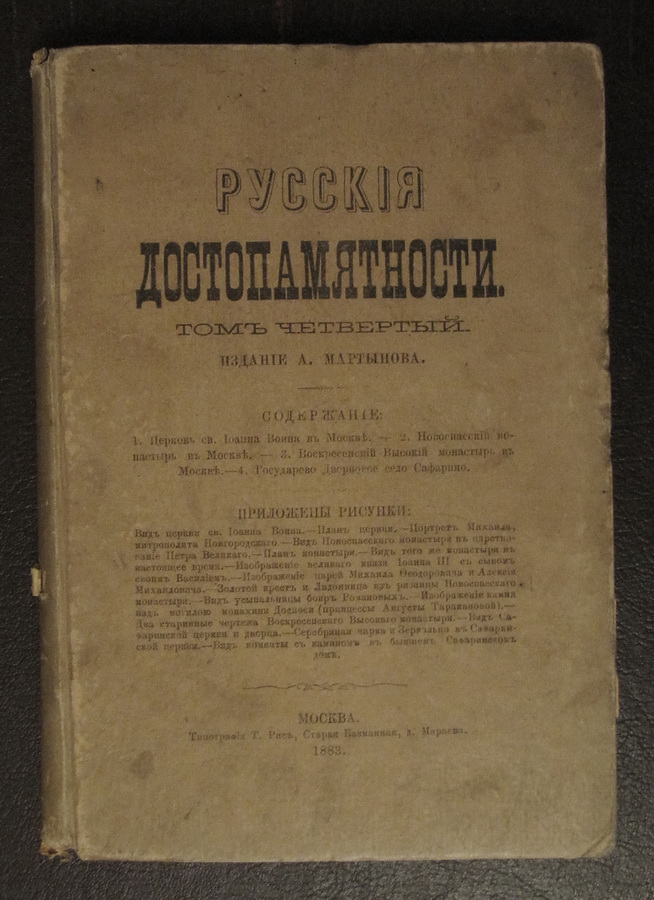 РУССКІЯ
ДОСТОПАМЯТНОСТИ.
ТОМЪ ЧЕТВЕРТЫЙ.
ИЗДАНІЕ А. МАРТЫНОВА.
СОДЕРЖАНІЕ:
1. Церковь св. Іоанна Воина въ Москвѣ. — 2. Новоспасскій мо-
настырь въ Москвѣ. — 3. Воскресенскій Высокій монастырь въ
Москвѣ.—4. Государево Дворцовое село Сафарино.
ПРИЛОЖЕНЫ РИСУНКИ:
Видъ церкви св. Іоанна Воина.—Планъ церкви.—Портретъ Михаила,
митрополита Новгородскаго.—Видъ Новоспасскаго монастыря въ царство-
ваніе Петра Великаго.—Планъ монастыря.—Видъ того же монастыря въ
настоящее время.—Изображеніе великаго князя Іоанна III съ сыномъ
своимъ Василіемъ.—Изображеніе царей Михаила Ѳеодоровича и Алексія
Михайловича.—Золотой крестъ и Ладоница изъ ризницы Новоспасскаго
монастыря.—Видъ усыпальницы бояръ Романовыхъ.—Изображеніе камня
надъ могилою монахини Досиѳеи (принцессы Августы Таракановой).—
Два старинные чертежа Воскресенскаго Высокаго монастыря.—Видъ Са-
фаринской церкви и дворца.—Серебряная чарка и Зерцальцо въ Сафарин-
ской церкви.—Видъ комнаты съ каминомъ въ бывшемъ Сафаринскомъ
домѣ.
МОСКВА.
Типографія Т. Рисъ, Старая Басманная, д. Мараева.
1883.